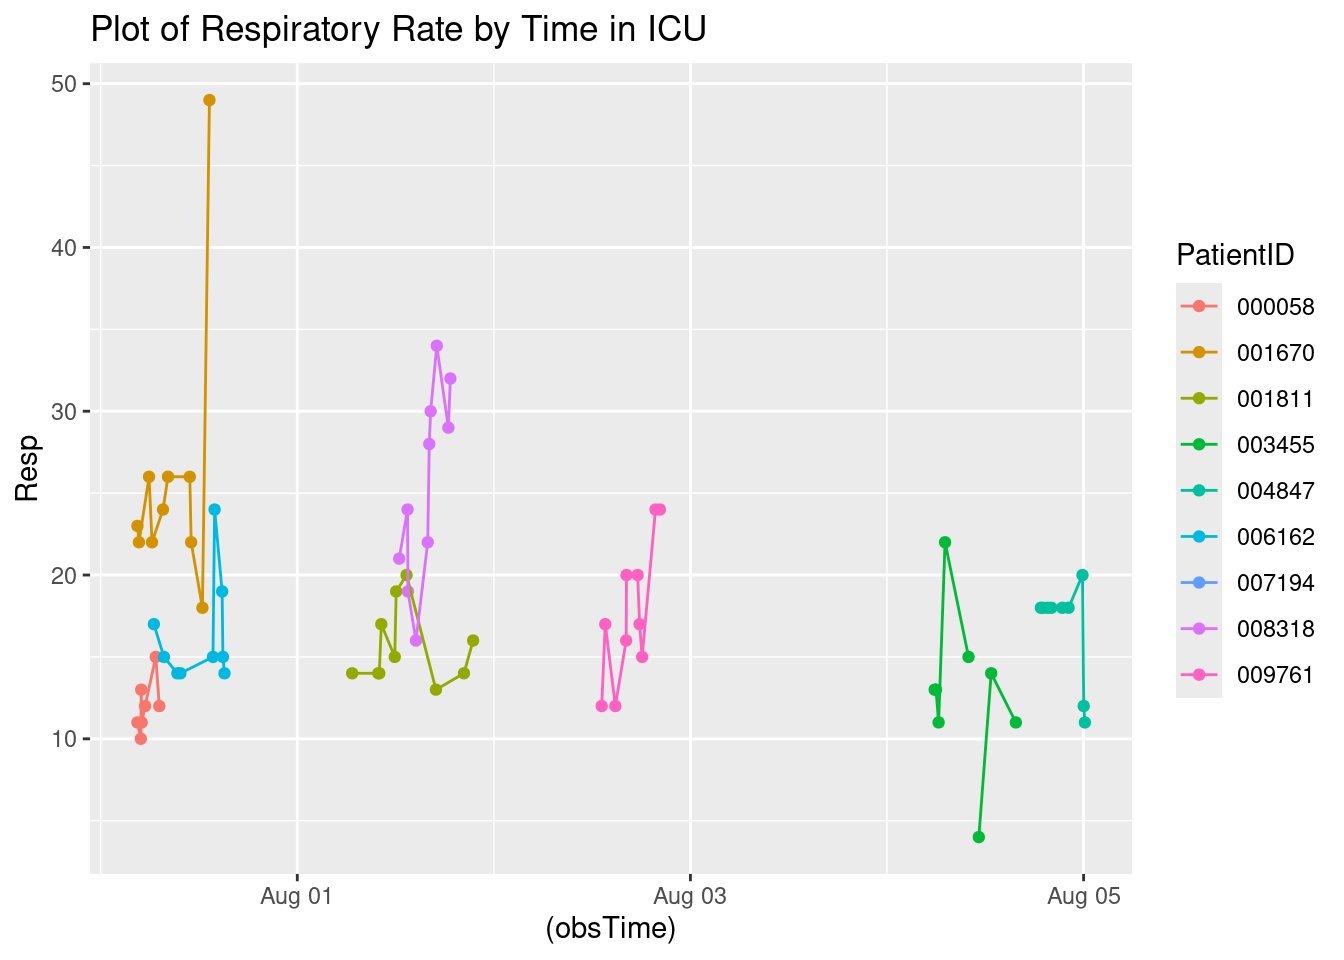 Plot of Respiratory Rate by Time in ICU
50
40
30
20
10
Resp
Aug 01
Aug 03
Aug 05
(obsTime)
PatientID
000058
001670
001811
003455
004847
006162
007194
008318
009761